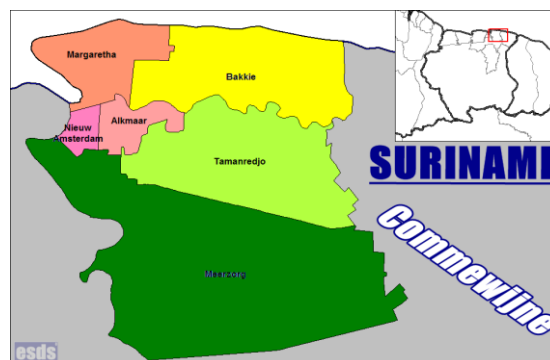 Margaretha
Bakkie
Nieuw
Amsterdam
Alkmaar
Tamanredjo
SURINAME
Commewijne
Meerzorg
esds